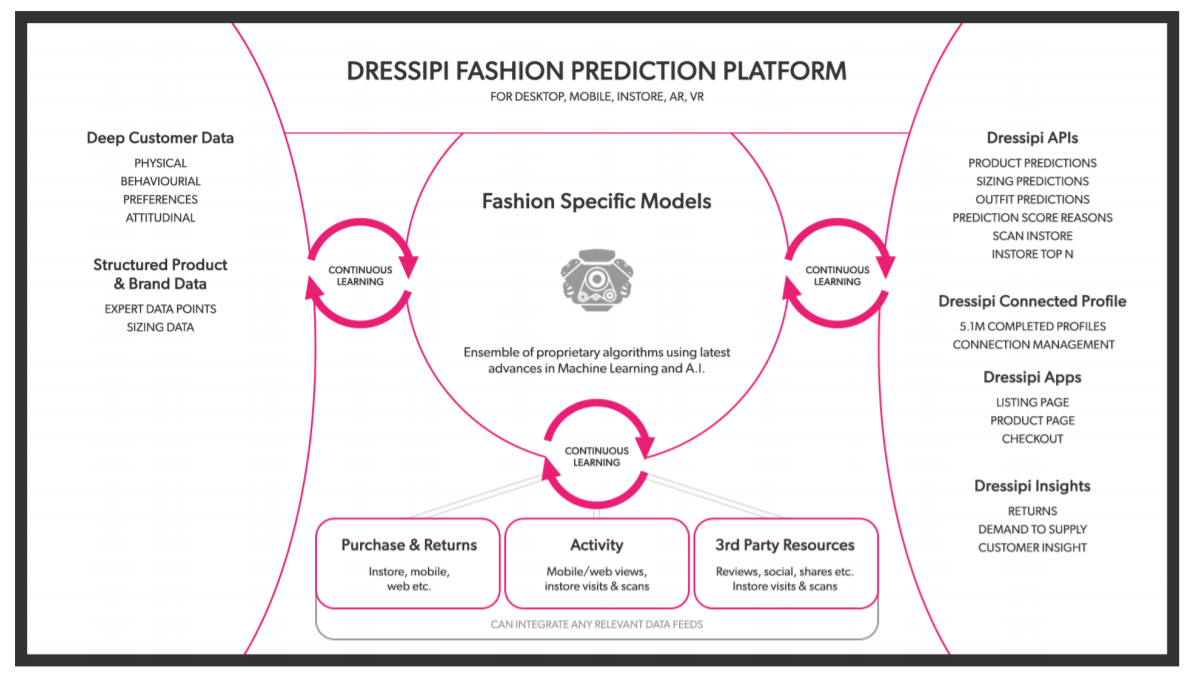 DRESSIPI FASHION PREDICTION PLATFORM
FOR DESKTOP, MOBILE, INSTORE, AR, VR
Deep Customer Data
PHYSICAL
BEHAVIOURIAL
PREFERENCES
ATTITUDINAL
Structured Product
& Brand Data
EXPERT DATA POINTS
SIZING DATA
CONTINUOUS
LEARNING
Fashion Specific Models
Ensemble of proprietary algorithms using latest
advances in Machine Learning and A.I.
CONTINUOUS
LEARNING
CONTINUOUS
LEARNING
Purchase & Returns
Instore, mobile,
web etc.
Activity
Mobile/web views,
instore visits & scans
3rd Party Resources
Reviews, social, shares etc.
Instore visits & scans
CAN INTEGRATE ANY RELEVANT DATA FEEDS
Dressipi APIs
PRODUCT PREDICTIONS
SIZING PREDICTIONS
OUTFIT PREDICTIONS
PREDICTION SCORE REASONS
SCAN INSTORE
INSTORE TOP N
Dressipi Connected Profile
5.1M COMPLETED PROFILES
CONNECTION MANAGEMENT
Dressipi Apps
LISTING PAGE
PRODUCT PAGE
CHECKOUT
Dressipi Insights
RETURNS
DEMAND TO SUPPLY
CUSTOMER INSIGHT